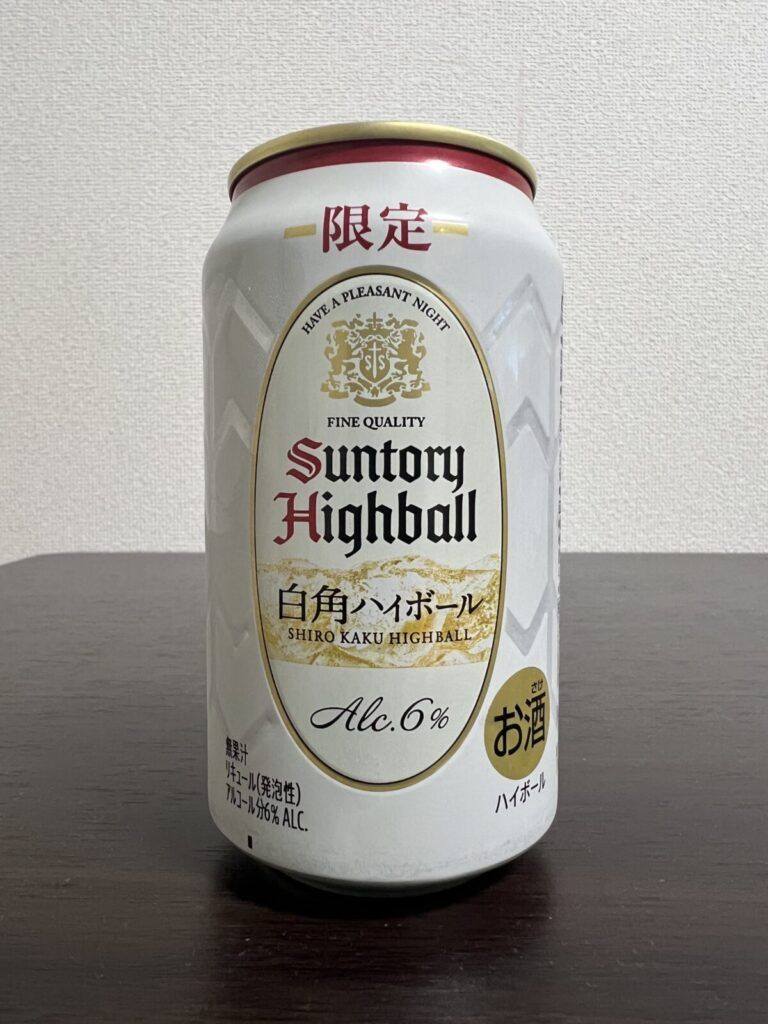 限定
HAVE A PLEASANT NIGHT
SS
FINE QUALITY
Suntory
Highball
白角ハイボール
SHIRO KAKU HIGHBALL
Alc.6%
さけ
お酒
ハイボール
無果汁
リキュール(発泡性)
アルコール分6% ALC.